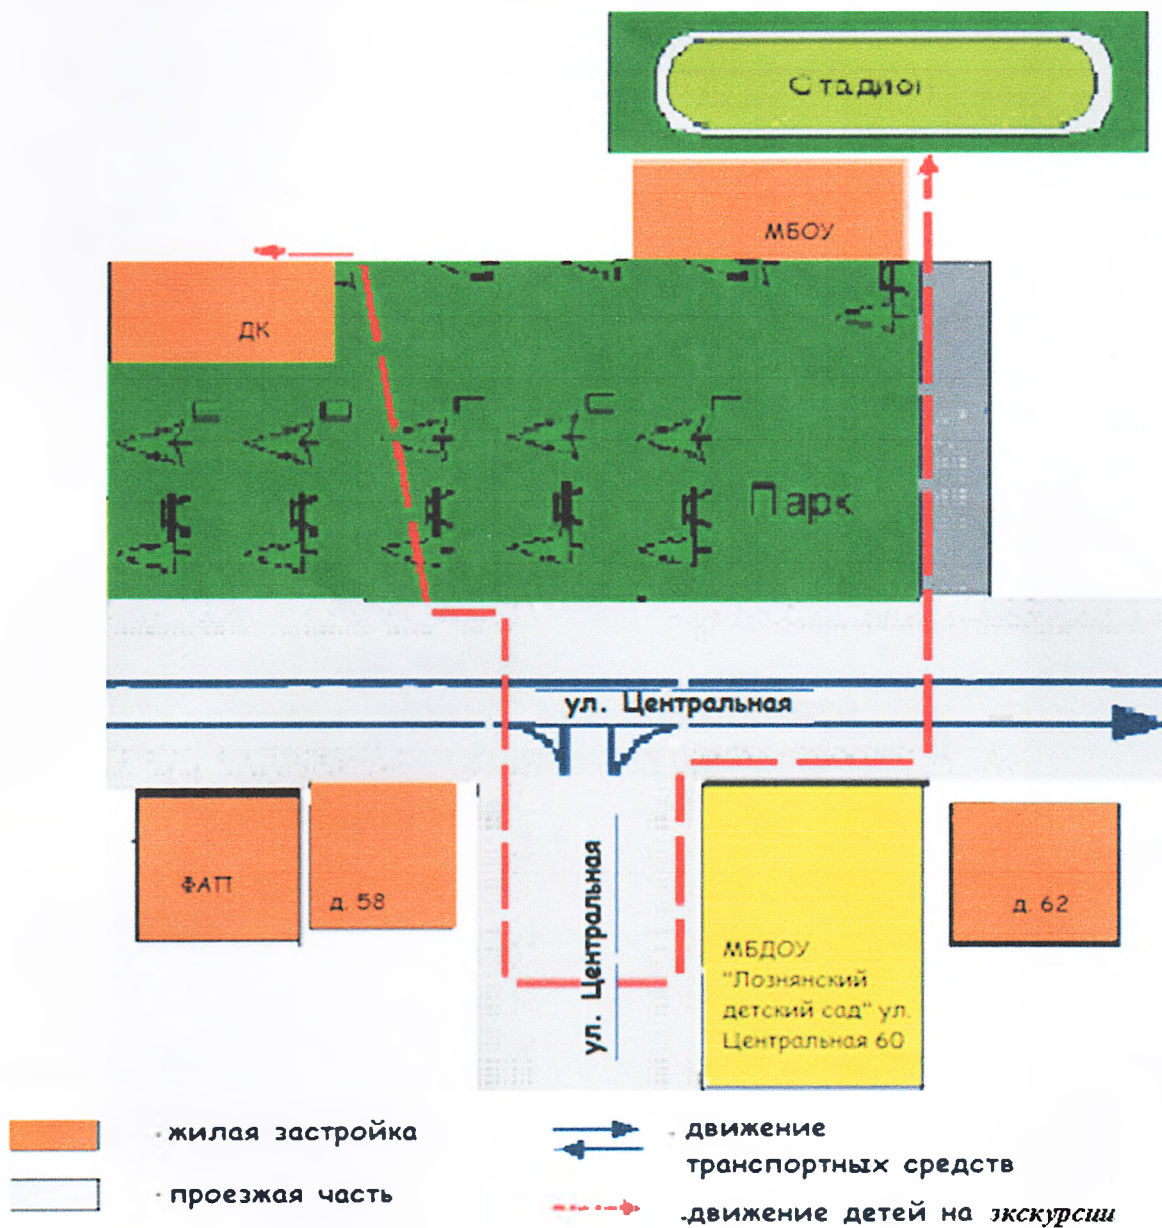 Стадион
МБОУ
ДК
Парк
ул. Центральная
ФАП
д. 58
ул. Центральная
МБДОУ
"Лознянский
детский сад" ул.
Центральная 60
д. 62
жилая застройка
проезжая часть
движение
транспортных средств
движение детей на экскурсии